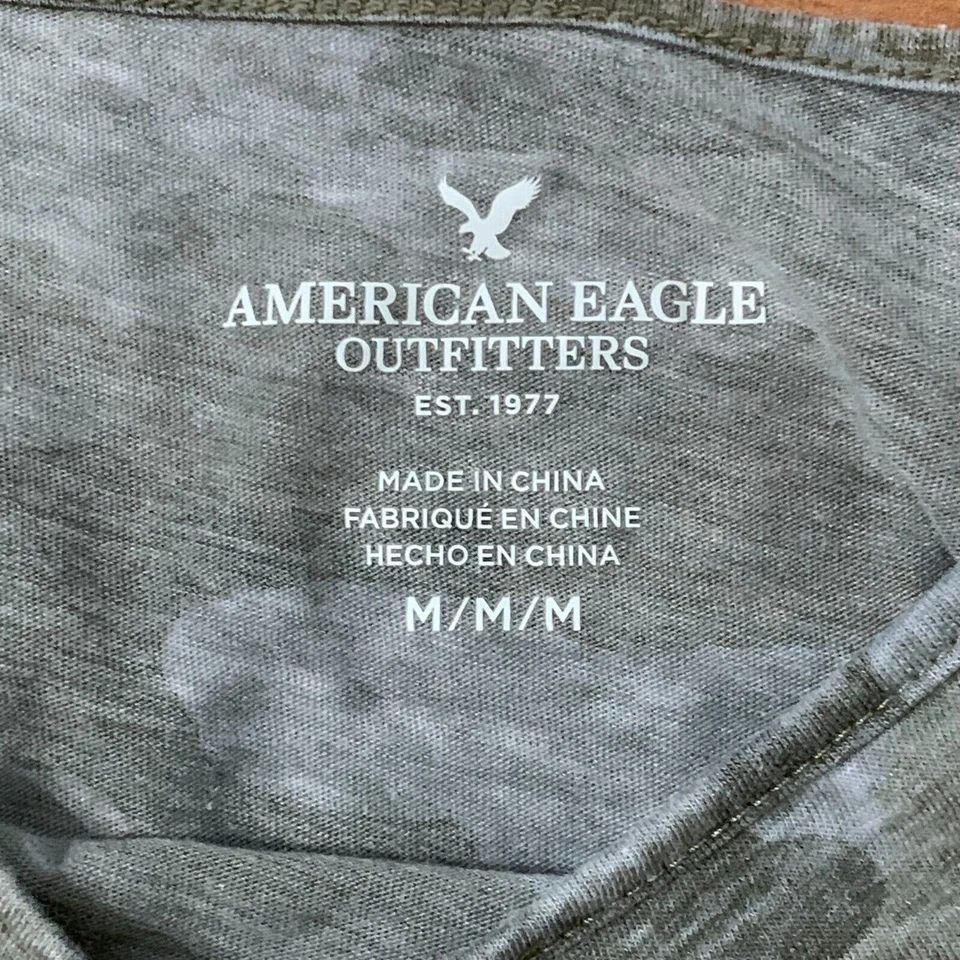 AMERICAN EAGLE
OUTFITTERS
EST. 1977
MADE IN CHINA
FABRIQUÉ EN CHINE
HECHO EN CHINA
M/M/M